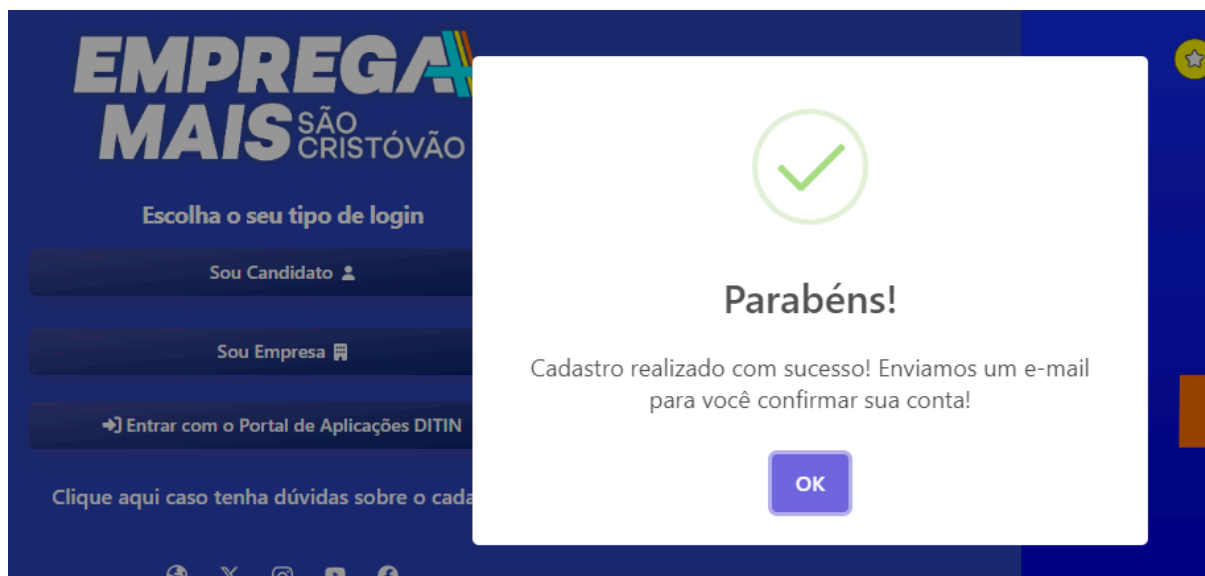 EMPREGA
MAIS SÃO CRISTÓVÃO
Escolha o seu tipo de login
Sou Candidato
Sou Empresa
Entrar com o Portal de Aplicações DITIN
Clique aqui caso tenha dúvidas sobre o
Parabéns!
Cadastro realizado com sucesso! Enviamos um e-mail
para você confirmar sua conta!
OK